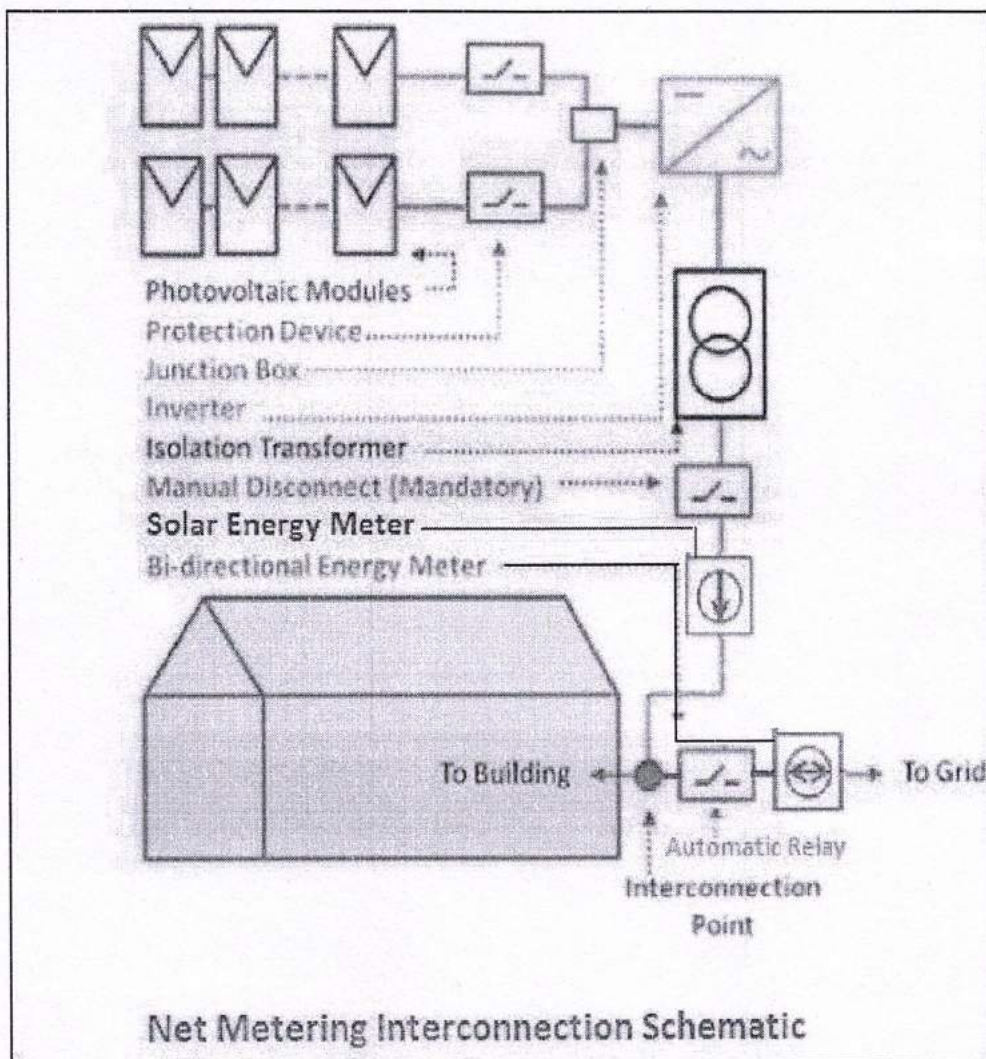 Photovoltaic Modules
Protection Device
Junction Box
Inverter
Isolation Transformer
Manual Disconnect (Mandatory)
Solar Energy Meter
Bi-directional Energy Meter
To Building
To Grid
Automatic Relay
Interconnection
Point
Net Metering Interconnection Schematic